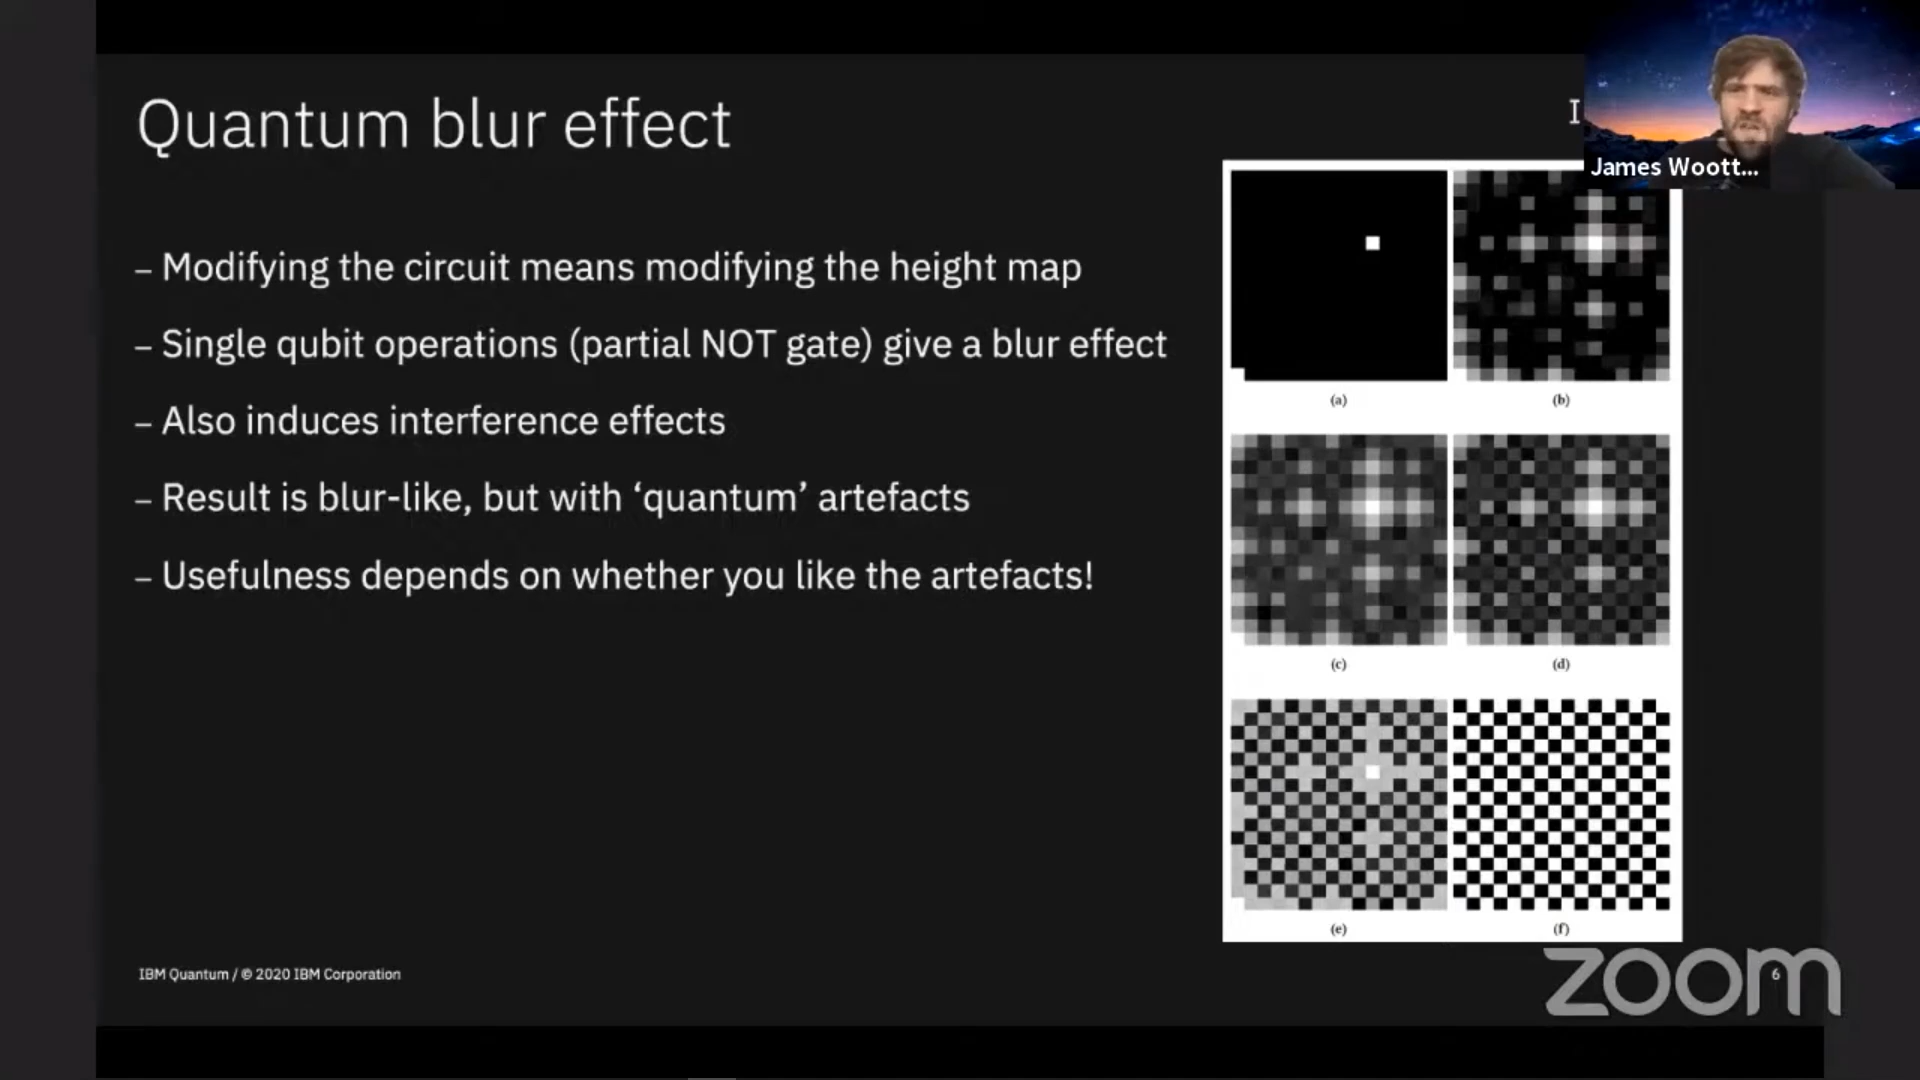 Quantum blur effect
I
James Woott...
– Modifying the circuit means modifying the height map
– Single qubit operations (partial NOT gate) give a blur effect
– Also induces interference effects
– Result is blur-like, but with ‘quantum’ artefacts
– Usefulness depends on whether you like the artefacts!
(a)
(b)
(c)
(d)
(e)
(f)
IBM Quantum / © 2020 IBM Corporation
6
zoom